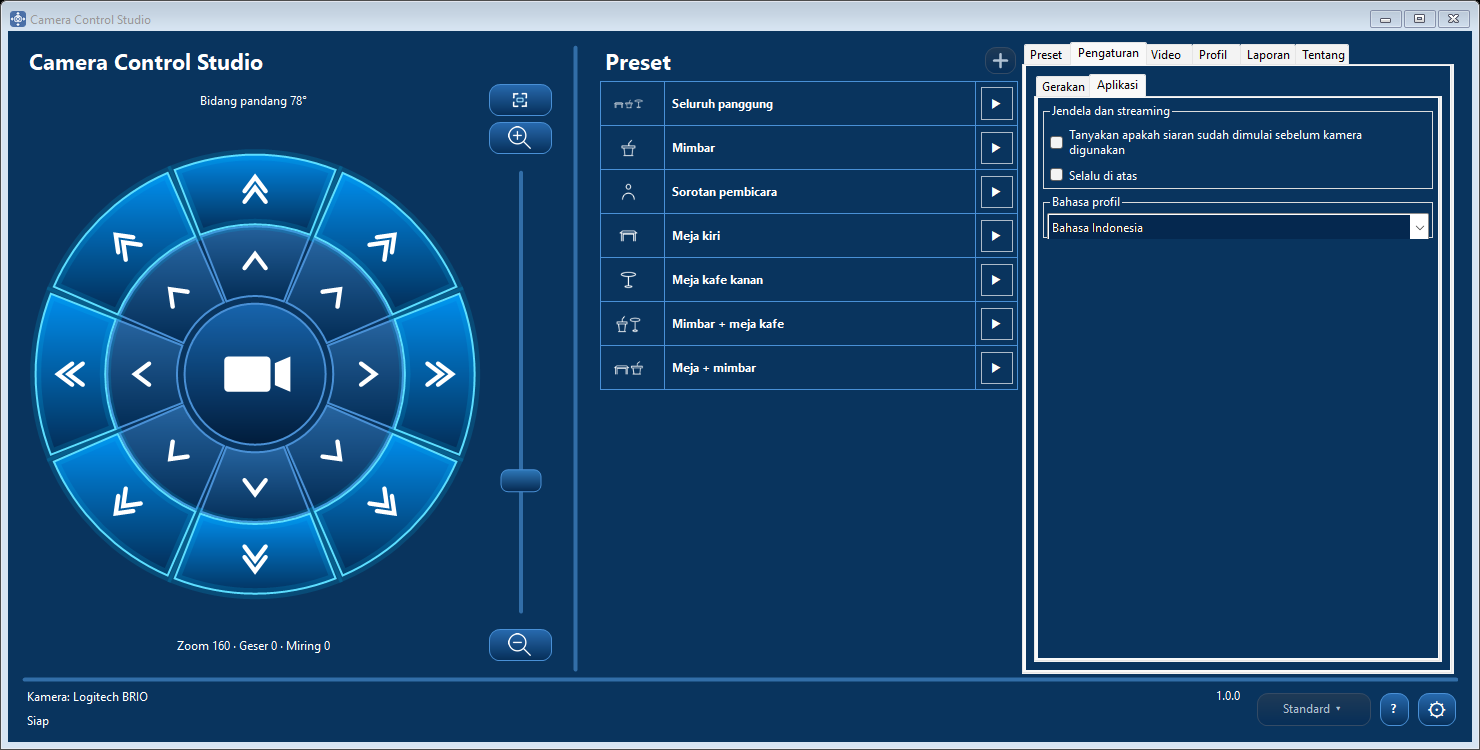 Camera Control Studio
Camera Control Studio
Bidang pandang 78°
Zoom 160 · Geser 0 · Miring 0
Preset
Seluruh panggung
Mimbar
Sorotan pembicara
Meja kiri
Meja kafe kanan
Mimbar + meja kafe
Meja + mimbar
Preset Pengaturan Video Profil Laporan Tentang
Gerakan Aplikasi
Jendela dan streaming
Tanyakan apakah siaran sudah dimulai sebelum kamera
digunakan
Selalu di atas
Bahasa profil
Bahasa Indonesia
Kamera: Logitech BRIO
Siap
1.0.0
Standard
?